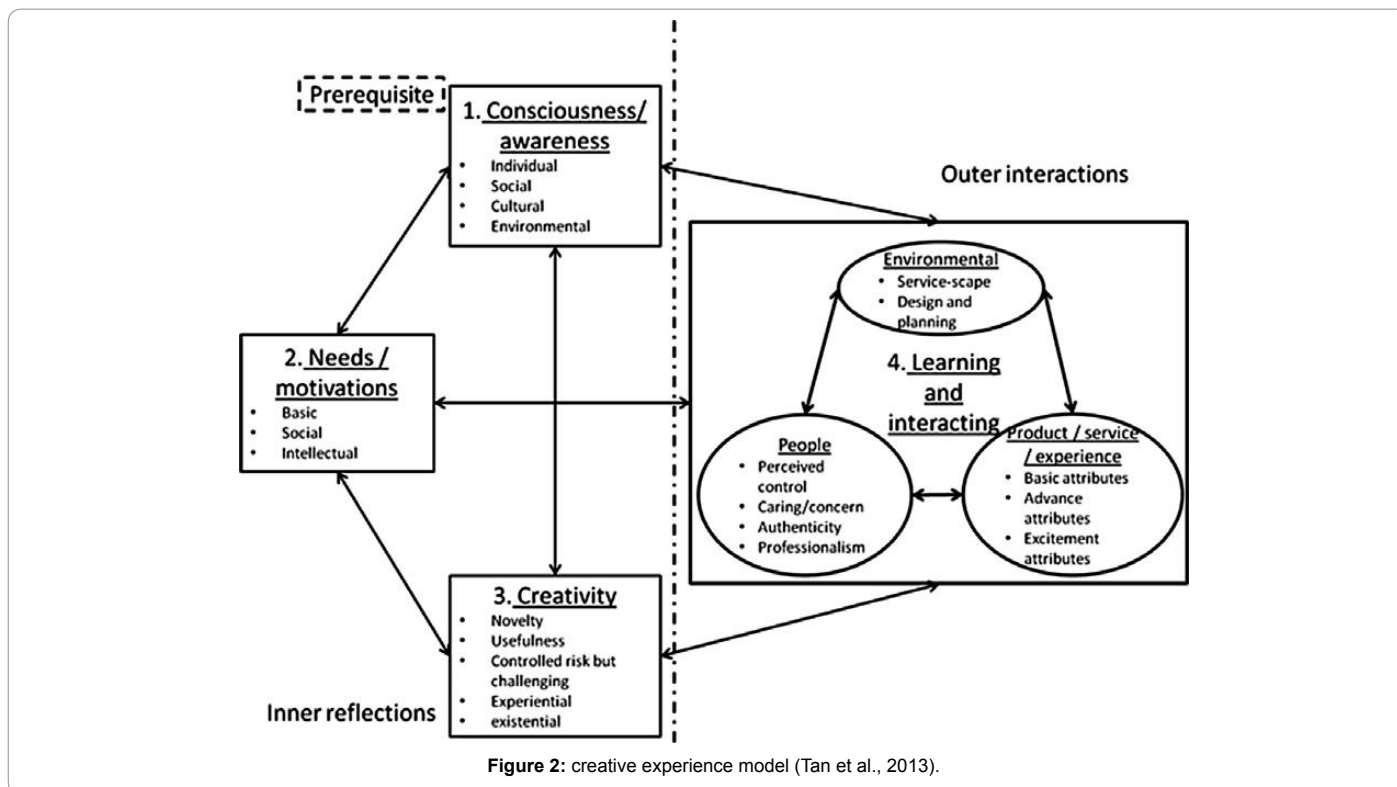 Prerequisite
1. Consciousness/
awareness
• Individual
• Social
• Cultural
• Environmental
Outer interactions
Environmental
• Service-scape
• Design and
planning
2. Needs /
motivations
• Basic
• Social
• Intellectual
4. Learning
and
interacting
People
• Perceived
control
• Caring/concern
• Authenticity
• Professionalism
Product / service
/ experience
• Basic attributes
• Advance
attributes
• Excitement
attributes
3. Creativity
• Novelty
• Usefulness
• Controlled risk but
challenging
• Experiential
• existential
Inner reflections
Figure 2: creative experience model (Tan et al., 2013).